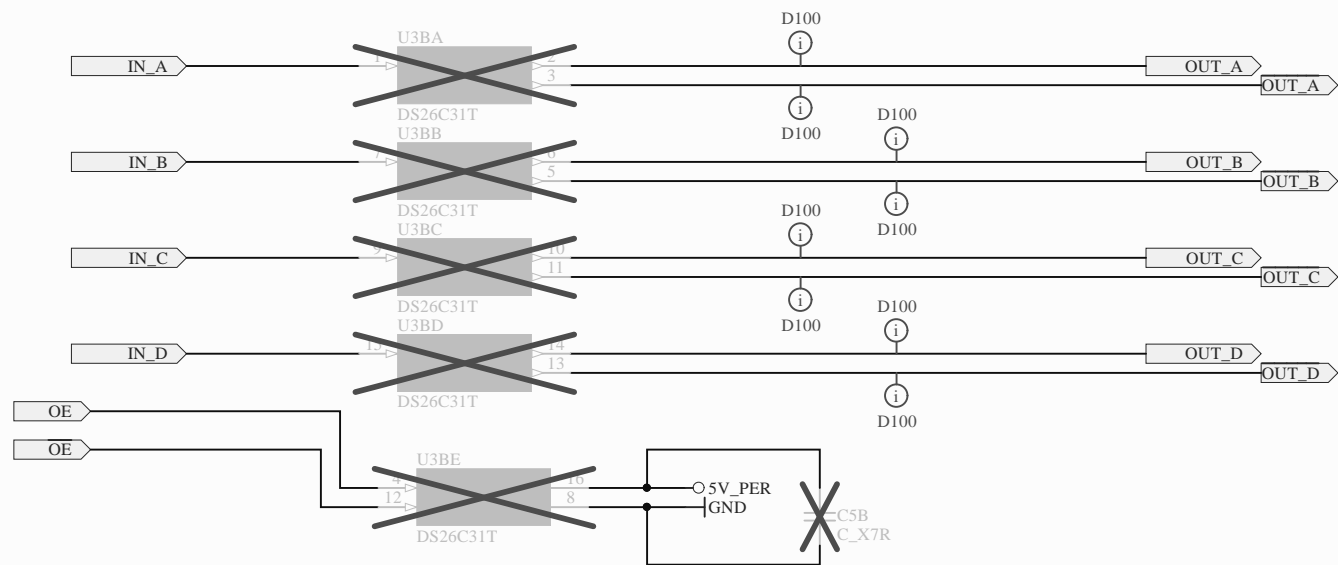 D100
U3BA
IN_A
1
2
OUT_A
3
OUT_A
DS26C31T
D100
D100
U3BB
IN_B
7
6
OUT_B
5
OUT_B
DS26C31T
D100
D100
U3BC
IN_C
9
10
OUT_C
11
OUT_C
DS26C31T
D100
D100
U3BD
IN_D
15
14
OUT_D
13
OUT_D
DS26C31T
D100
OE
OE
U3BE
4
16
5V_PER
12
8
GND
C5B
C_X7R
DS26C31T
i
i
i
i
i
i
i
i